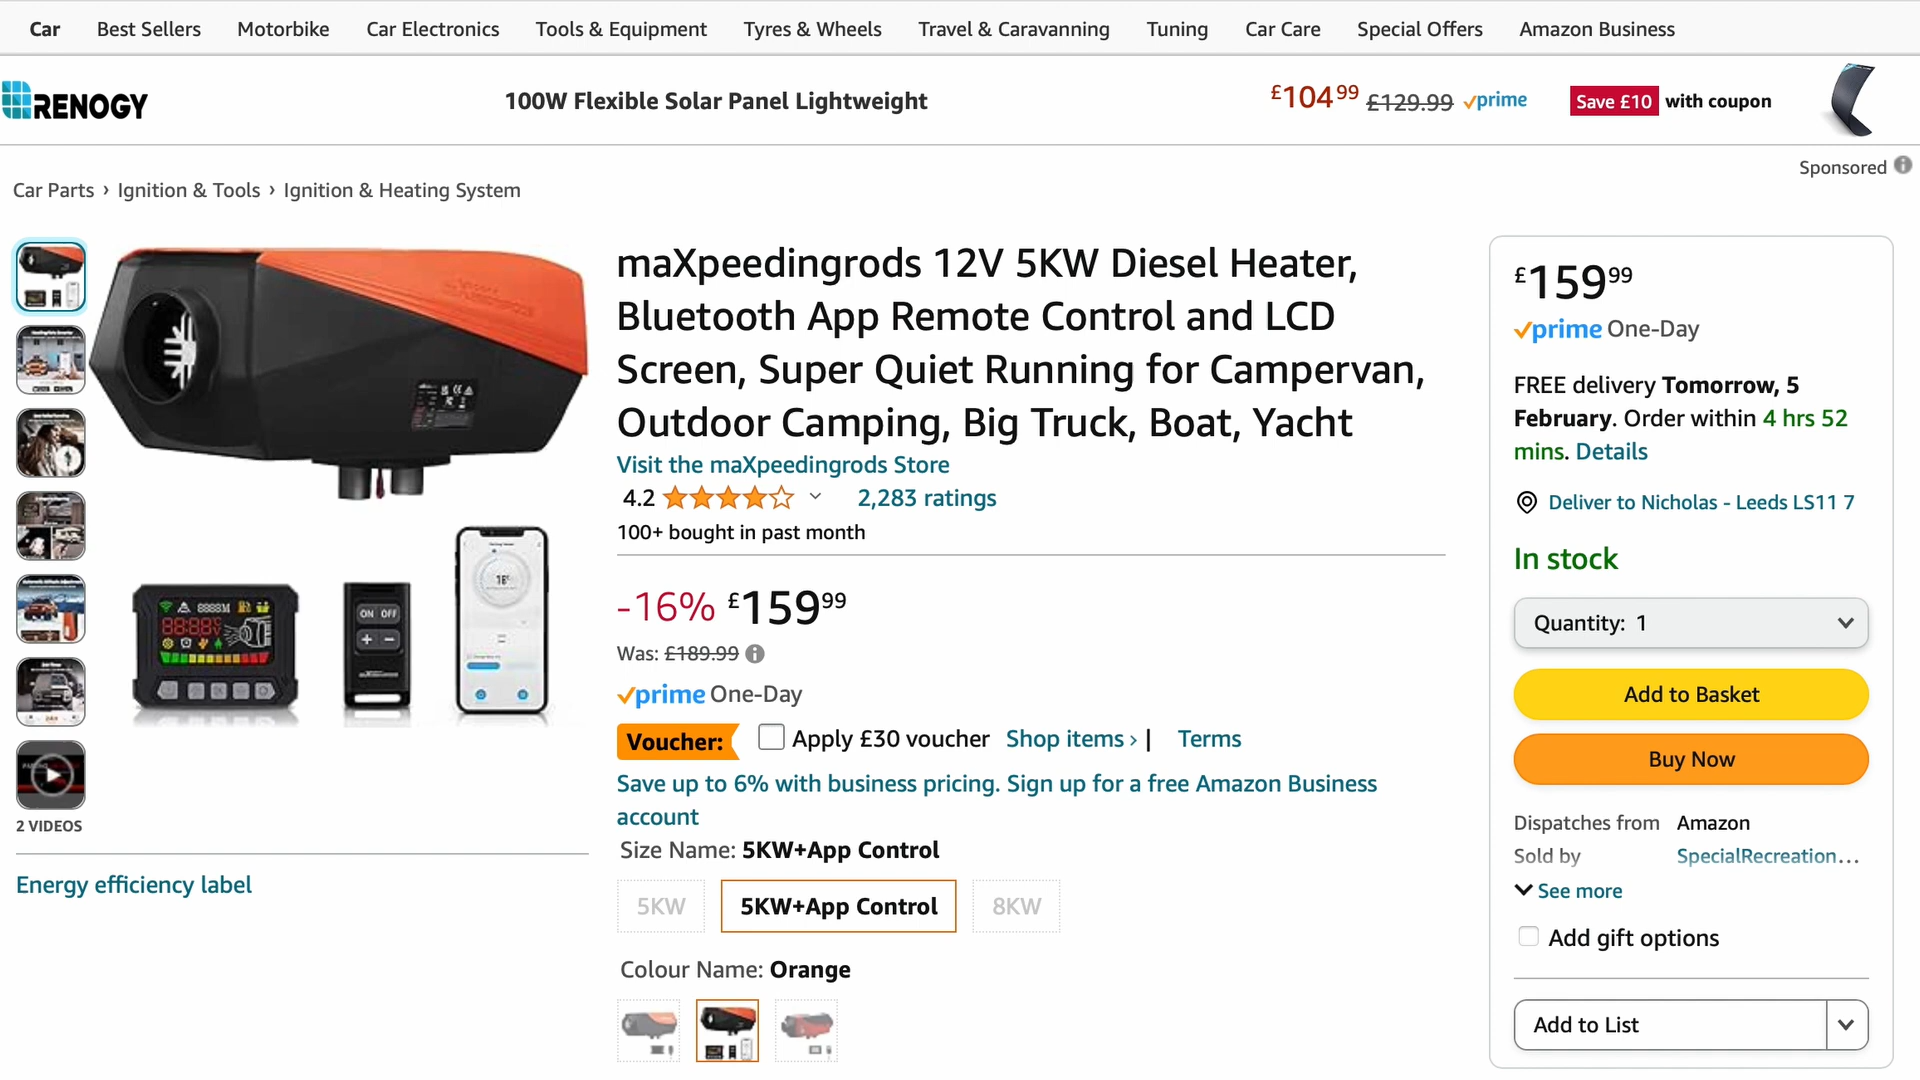 Car Best Sellers Motorbike Car Electronics Tools & Equipment Tyres & Wheels Travel & Caravanning Tuning Car Care Special Offers Amazon Business
RENOGY
100W Flexible Solar Panel Lightweight
£104.99 £129.99 prime Save £10 with coupon
Sponsored
Car Parts › Ignition & Tools › Ignition & Heating System
maXpeedingrods 12V 5KW Diesel Heater,
Bluetooth App Remote Control and LCD
Screen, Super Quiet Running for Campervan,
Outdoor Camping, Big Truck, Boat, Yacht
Visit the maXpeedingrods Store
4.2 2,283 ratings
100+ bought in past month
-16% £159.99
Was: £189.99
prime One-Day
Voucher: Apply £30 voucher Shop items › | Terms
Save up to 6% with business pricing. Sign up for a free Amazon Business
account
Size Name: 5KW+App Control
5KW 5KW+App Control 8KW
Colour Name: Orange
ON OFF
+ −
8888M
88:88
18°
2 VIDEOS
Energy efficiency label
£159.99
prime One-Day
FREE delivery Tomorrow, 5
February. Order within 4 hrs 52
mins. Details
Deliver to Nicholas - Leeds LS11 7
In stock
Quantity: 1
Add to Basket
Buy Now
Dispatches from Amazon
Sold by SpecialRecreation...
See more
Add gift options
Add to List